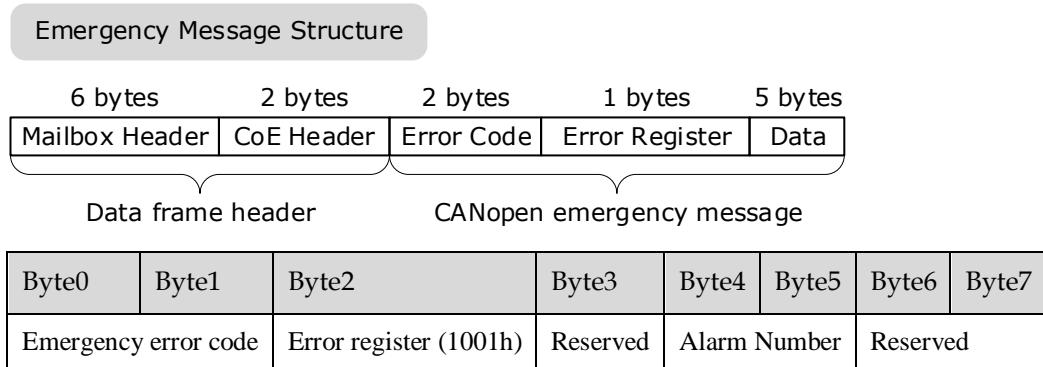 Emergency Message Structure
6 bytes 2 bytes 2 bytes 1 bytes 5 bytes
Mailbox Header CoE Header Error Code Error Register Data
Data frame header CANopen emergency message
Byte0 Byte1 Byte2 Byte3 Byte4 Byte5 Byte6 Byte7
Emergency error code Error register (1001h) Reserved Alarm Number Reserved